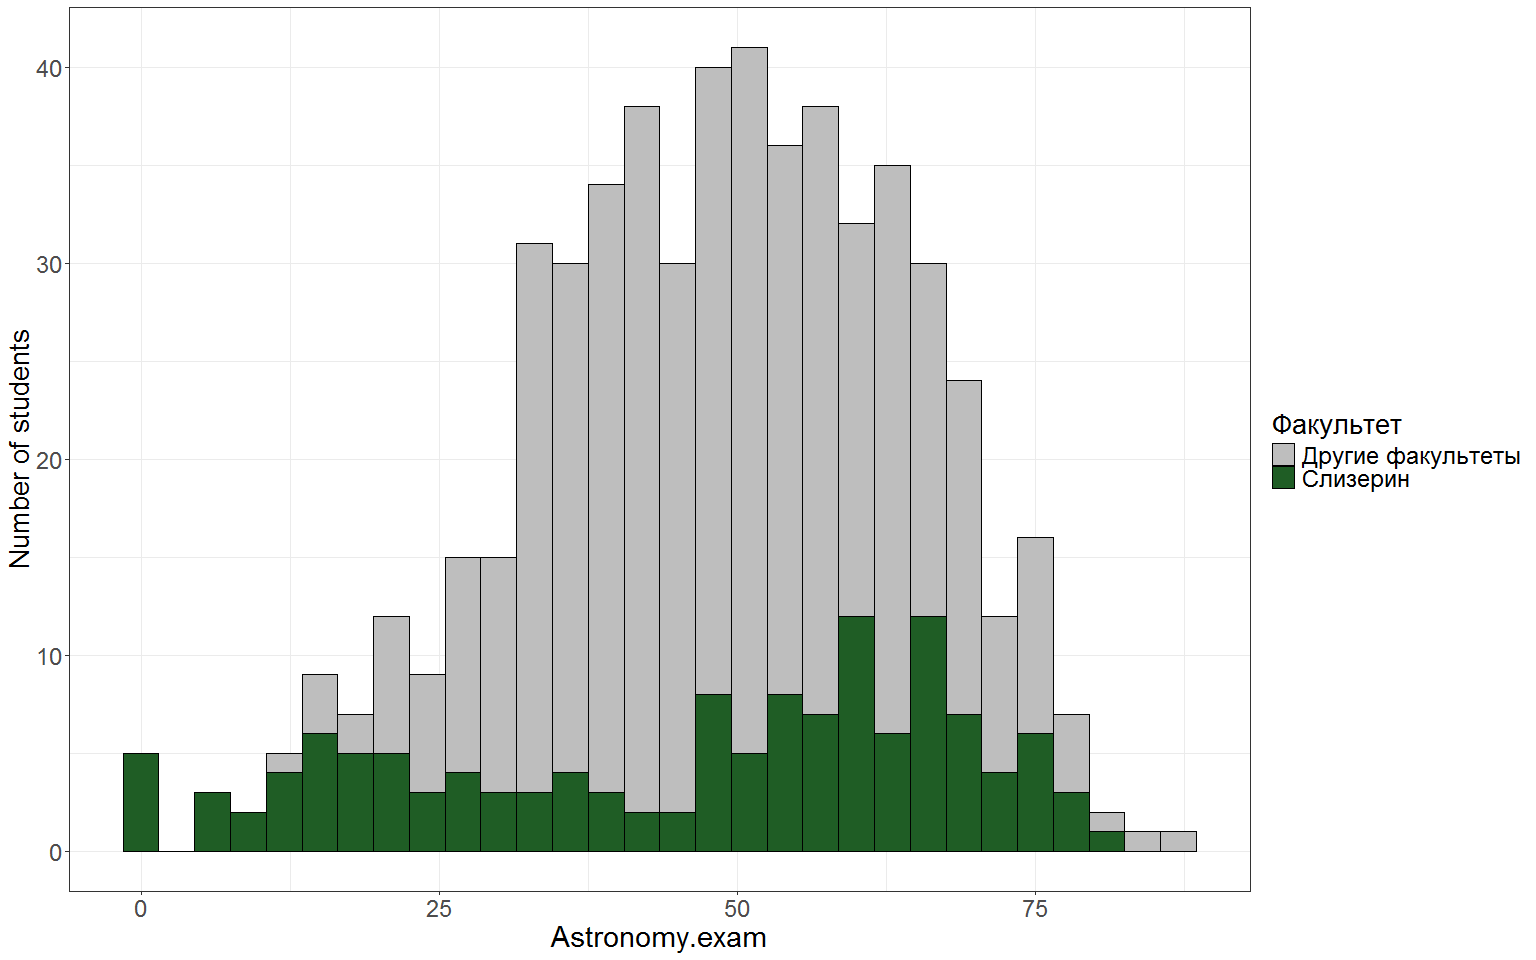 40
30
20
10
0
Number of students
0 25 50 75
Astronomy.exam
Факультет
Другие факультеты
Слизерин